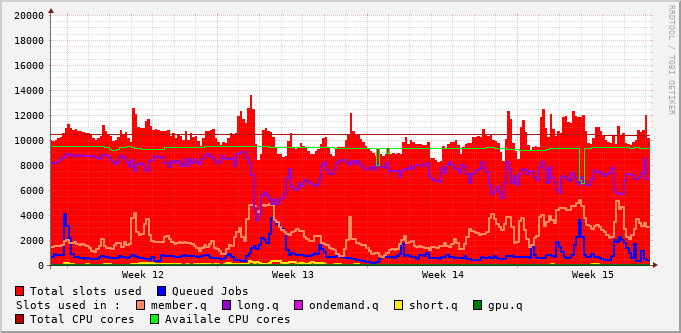 20000
18000
16000
14000
12000
10000
8000
6000
4000
2000
0
Week 12 Week 13 Week 14 Week 15
Total slots used Queued Jobs
Slots used in : member.q long.q ondemand.q short.q gpu.q
Total CPU cores Availale CPU cores
RRDTOOL / TOBI OETIKER